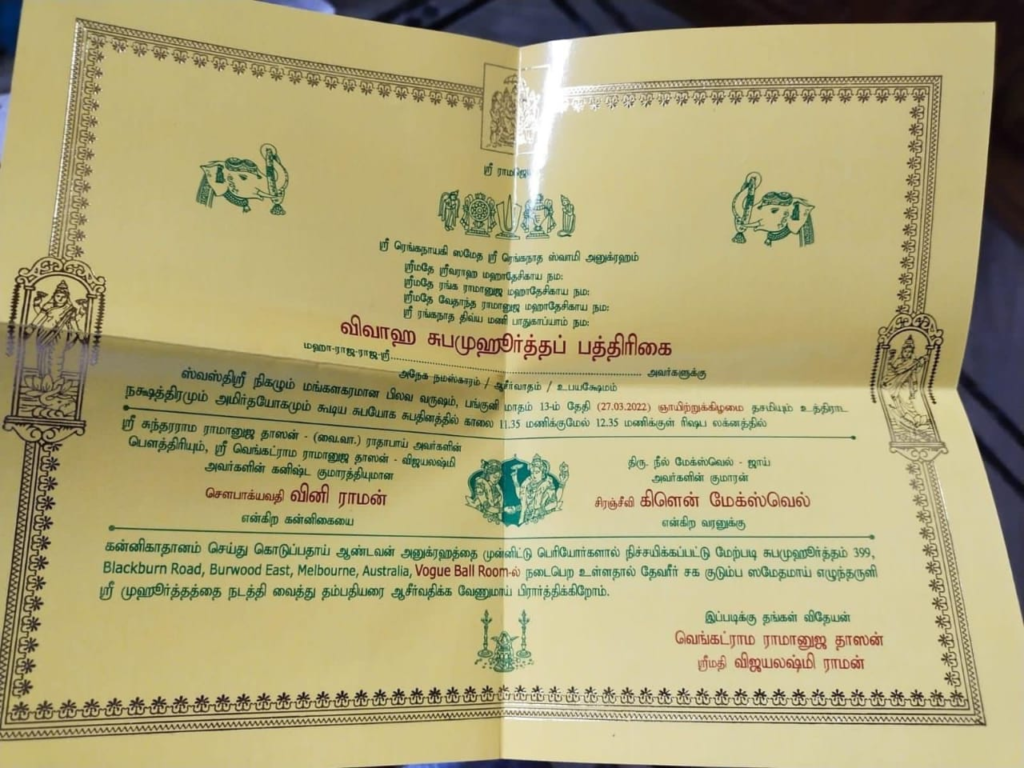 ஸ்ரீ ரெங்கநாயகி ஸமேத ஸ்ரீ ரெங்கநாத ஸ்வாமி அனுக்ரஹம்
ஸ்ரீமதே ஸ்ரீவராஹ மஹாதேசிகாய நம:
ஸ்ரீமதே ரங்க ராமானுஜ மஹாதேசிகாய நம:
ஸ்ரீமதே வேதாந்த ராமானுஜ மஹாதேசிகாய நம:
ஸ்ரீ ரங்கநாத திவ்ய மணி பாதுகாப்யாம் நம:
விவாஹ சுபமுஹூர்த்தப் பத்திரிகை
மஹா-ராஜ-ராஜ-ஸ்ரீ.......................................................................... அவர்களுக்கு
அநேக நமஸ்காரம் / ஆசீர்வாதம் / உபயக்ஷேமம்
ஸ்வஸ்திஸ்ரீ நிகழும் மங்களகரமான பிலவ வருஷம், பங்குனி மாதம் 13-ம் தேதி (27.03.2022) ஞாயிற்றுக்கிழமை தசமியும் உத்திராட
நக்ஷத்திரமும் அமிர்தயோகமும் கூடிய சுபயோக சுபதினத்தில் காலை 11.35 மணிக்குமேல் 12.35 மணிக்குள் ரிஷப லக்னத்தில்
ஸ்ரீ சுந்தரராம ராமானுஜ தாஸன் - (வை.வா.) ராதாபாய் அவர்களின்
பௌத்திரியும், ஸ்ரீ வெங்கட்ராம ராமானுஜ தாஸன் - விஜயலஷ்மி
அவர்களின் கனிஷ்ட குமாரத்தியுமான
சௌபாக்யவதி வினி ராமன்
என்கிற கன்னிகையை
திரு. நீல் மேக்ஸ்வெல் - ஜாய்
அவர்களின் குமாரன்
சிரஞ்சீவி கிளென் மேக்ஸ்வெல்
என்கிற வரனுக்கு
கன்னிகாதானம் செய்து கொடுப்பதாய் ஆண்டவன் அனுக்ரஹத்தை முன்னிட்டு பெரியோர்களால் நிச்சயிக்கப்பட்டு மேற்படி சுபமுஹூர்த்தம் 399,
Blackburn Road, Burwood East, Melbourne, Australia, Vogue Ball Room-ல் நடைபெற உள்ளதால் தேவரீர் சக குடும்ப ஸமேதமாய் எழுந்தருளி
ஸ்ரீ முஹூர்த்தத்தை நடத்தி வைத்து தம்பதியரை ஆசீர்வதிக்க வேணுமாய் பிரார்த்திக்கிறோம்.
இப்படிக்கு தங்கள் விதேயன்
வெங்கட்ராம ராமானுஜ தாஸன்
ஸ்ரீமதி விஜயலஷ்மி ராமன்